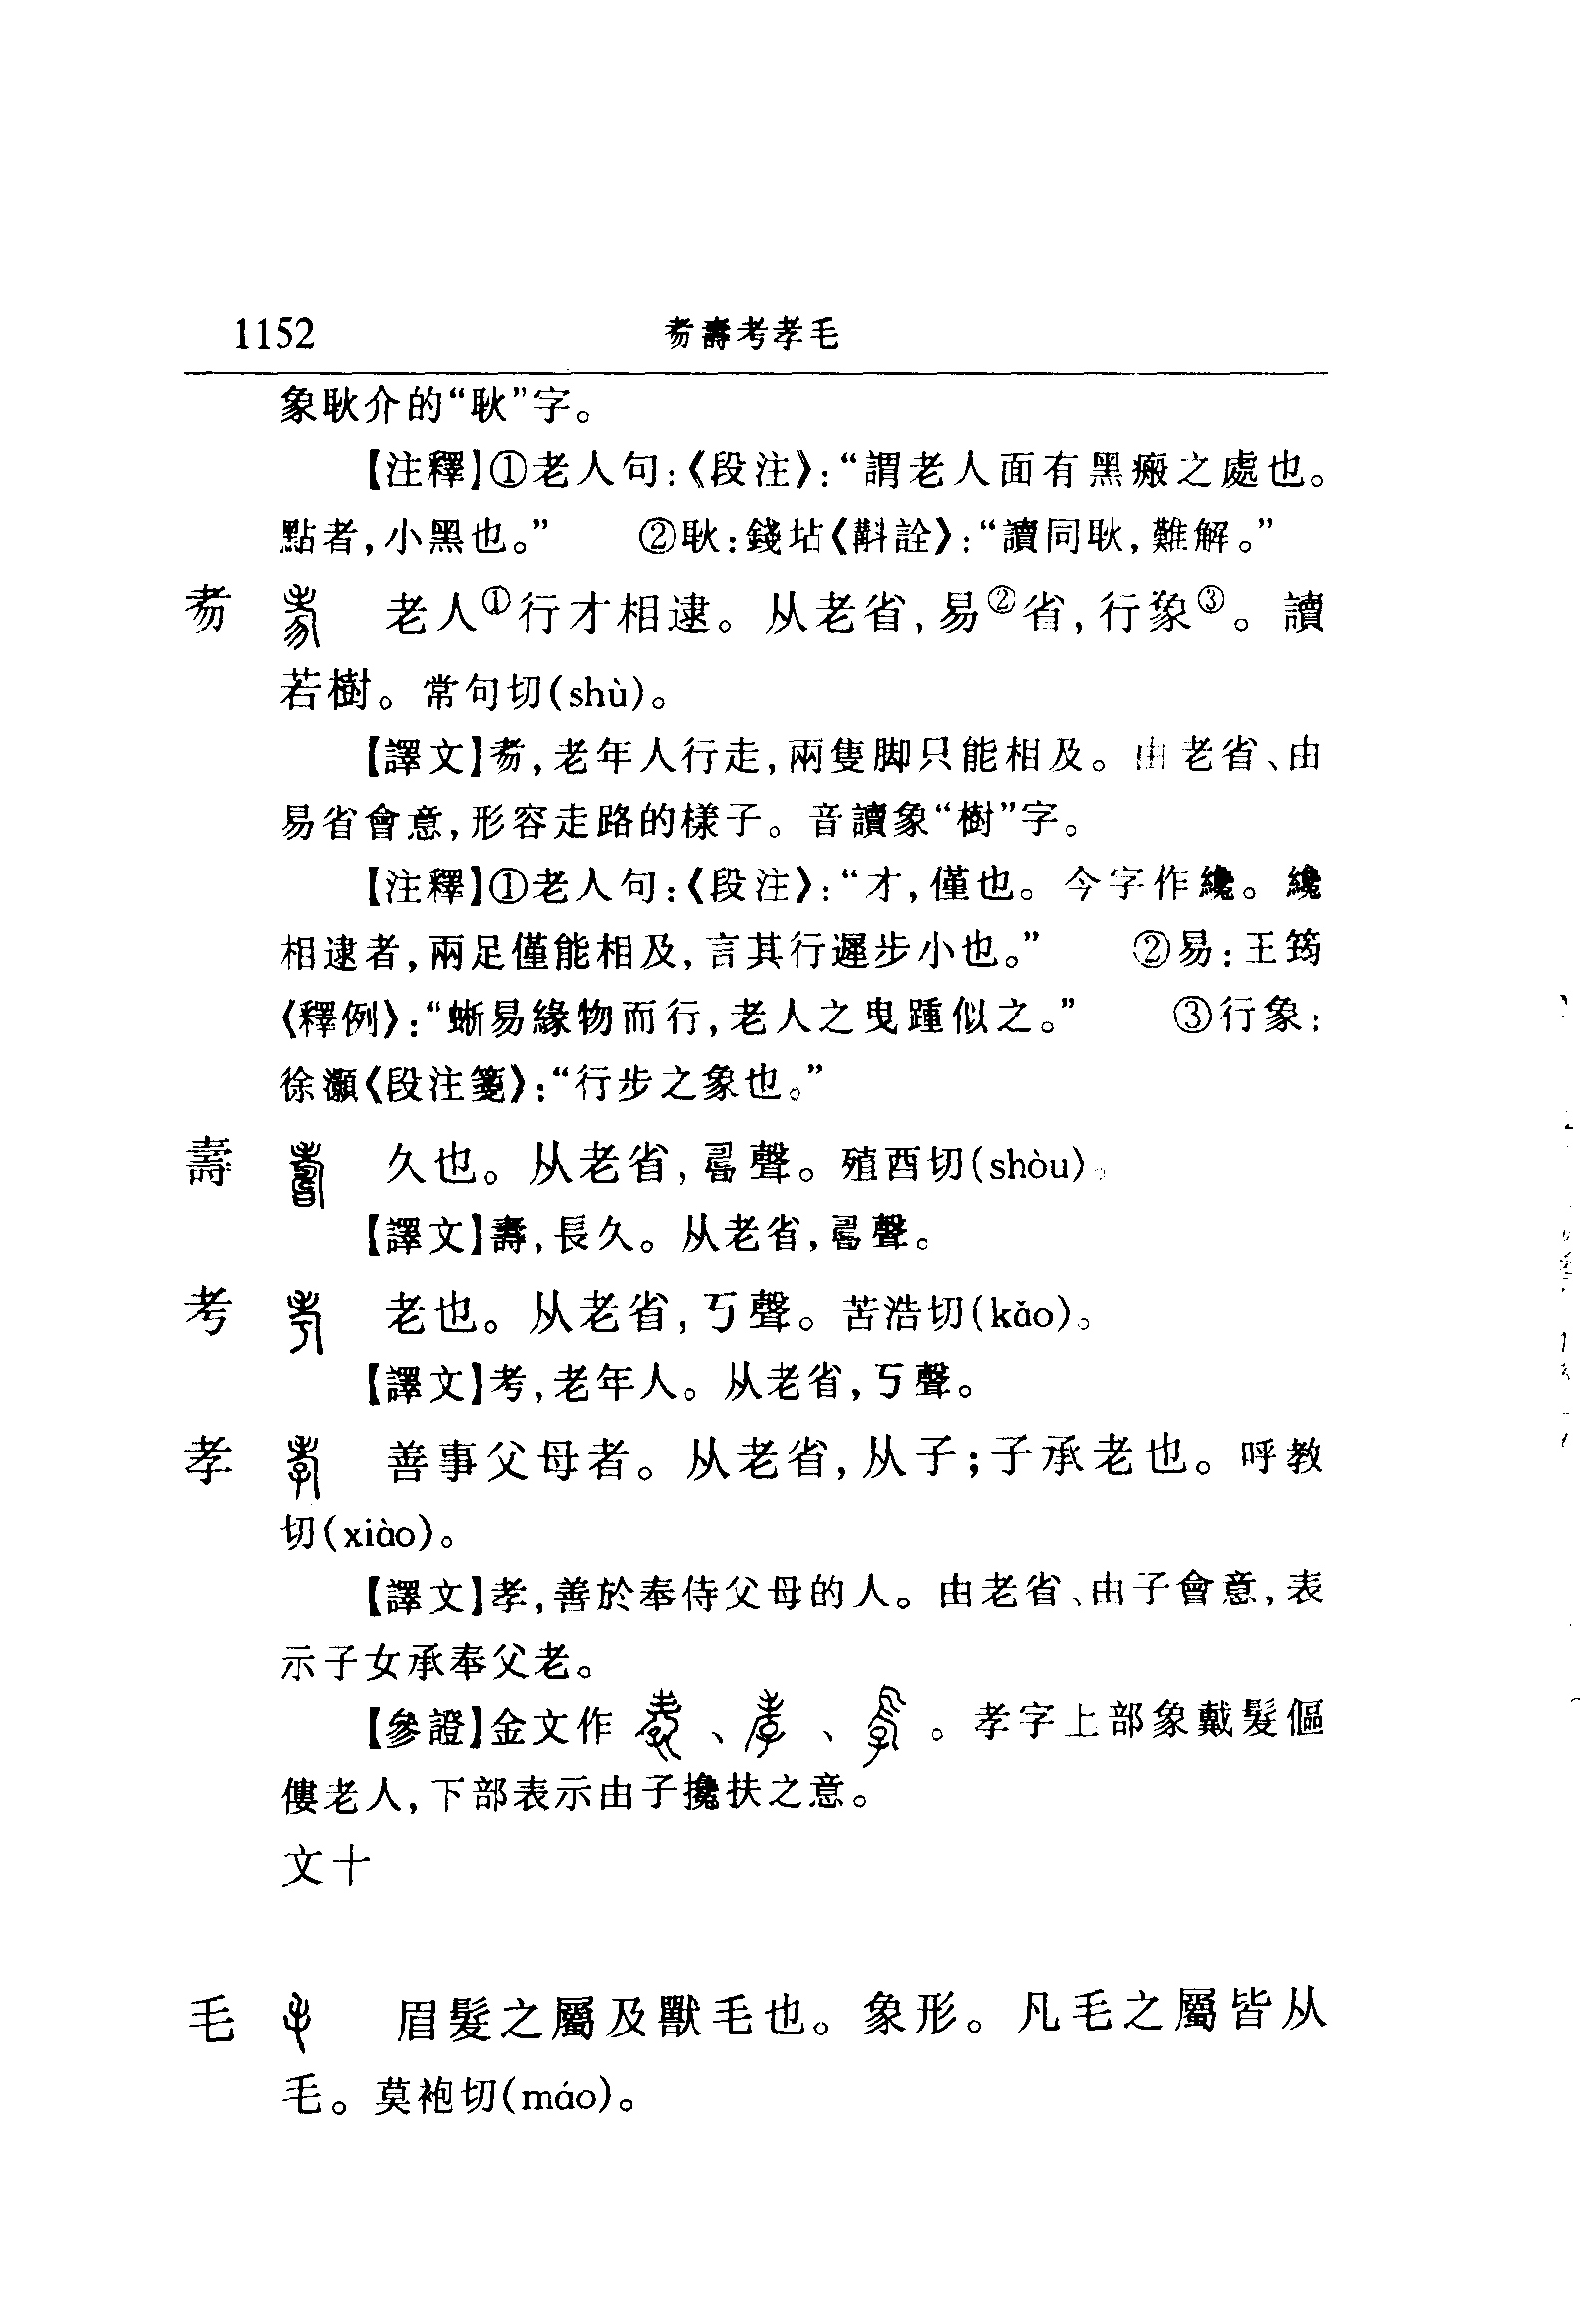 1152 𦒻壽考孝毛
象耿介的“耿”字。
【注釋】①老人句:《段注》:“謂老人面有黑瘢之處也。
點者,小黑也。” ②耿:錢坫《斠詮》:“讀同耿,難解。”
𦒻 老人①行才相逮。从老省,易②省,行象③。讀
若樹。常句切(shù)。
【譯文】𦒻,老年人行走,兩隻脚只能相及。由老省、由
易省會意,形容走路的樣子。音讀象“樹”字。
【注釋】①老人句:《段注》:“才,僅也。今字作纔。纔
相逮者,兩足僅能相及,言其行遲步小也。” ②易:王筠
《釋例》:“蜥易緣物而行,老人之曳踵似之。” ③行象:
徐灝《段注箋》:“行步之象也。”
壽 久也。从老省,𠷎聲。殖酉切(shòu)。
【譯文】壽,長久。从老省,𠷎聲。
考 老也。从老省,丂聲。苦浩切(kǎo)。
【譯文】考,老年人。从老省,丂聲。
孝 善事父母者。从老省,从子;子承老也。呼教
切(xiào)。
【譯文】孝,善於奉侍父母的人。由老省、由子會意,表
示子女承奉父老。
【參證】金文作 、 、 。孝字上部象戴髮傴
僂老人,下部表示由子攙扶之意。
文十
毛 眉髮之屬及獸毛也。象形。凡毛之屬皆从
毛。莫袍切(máo)。